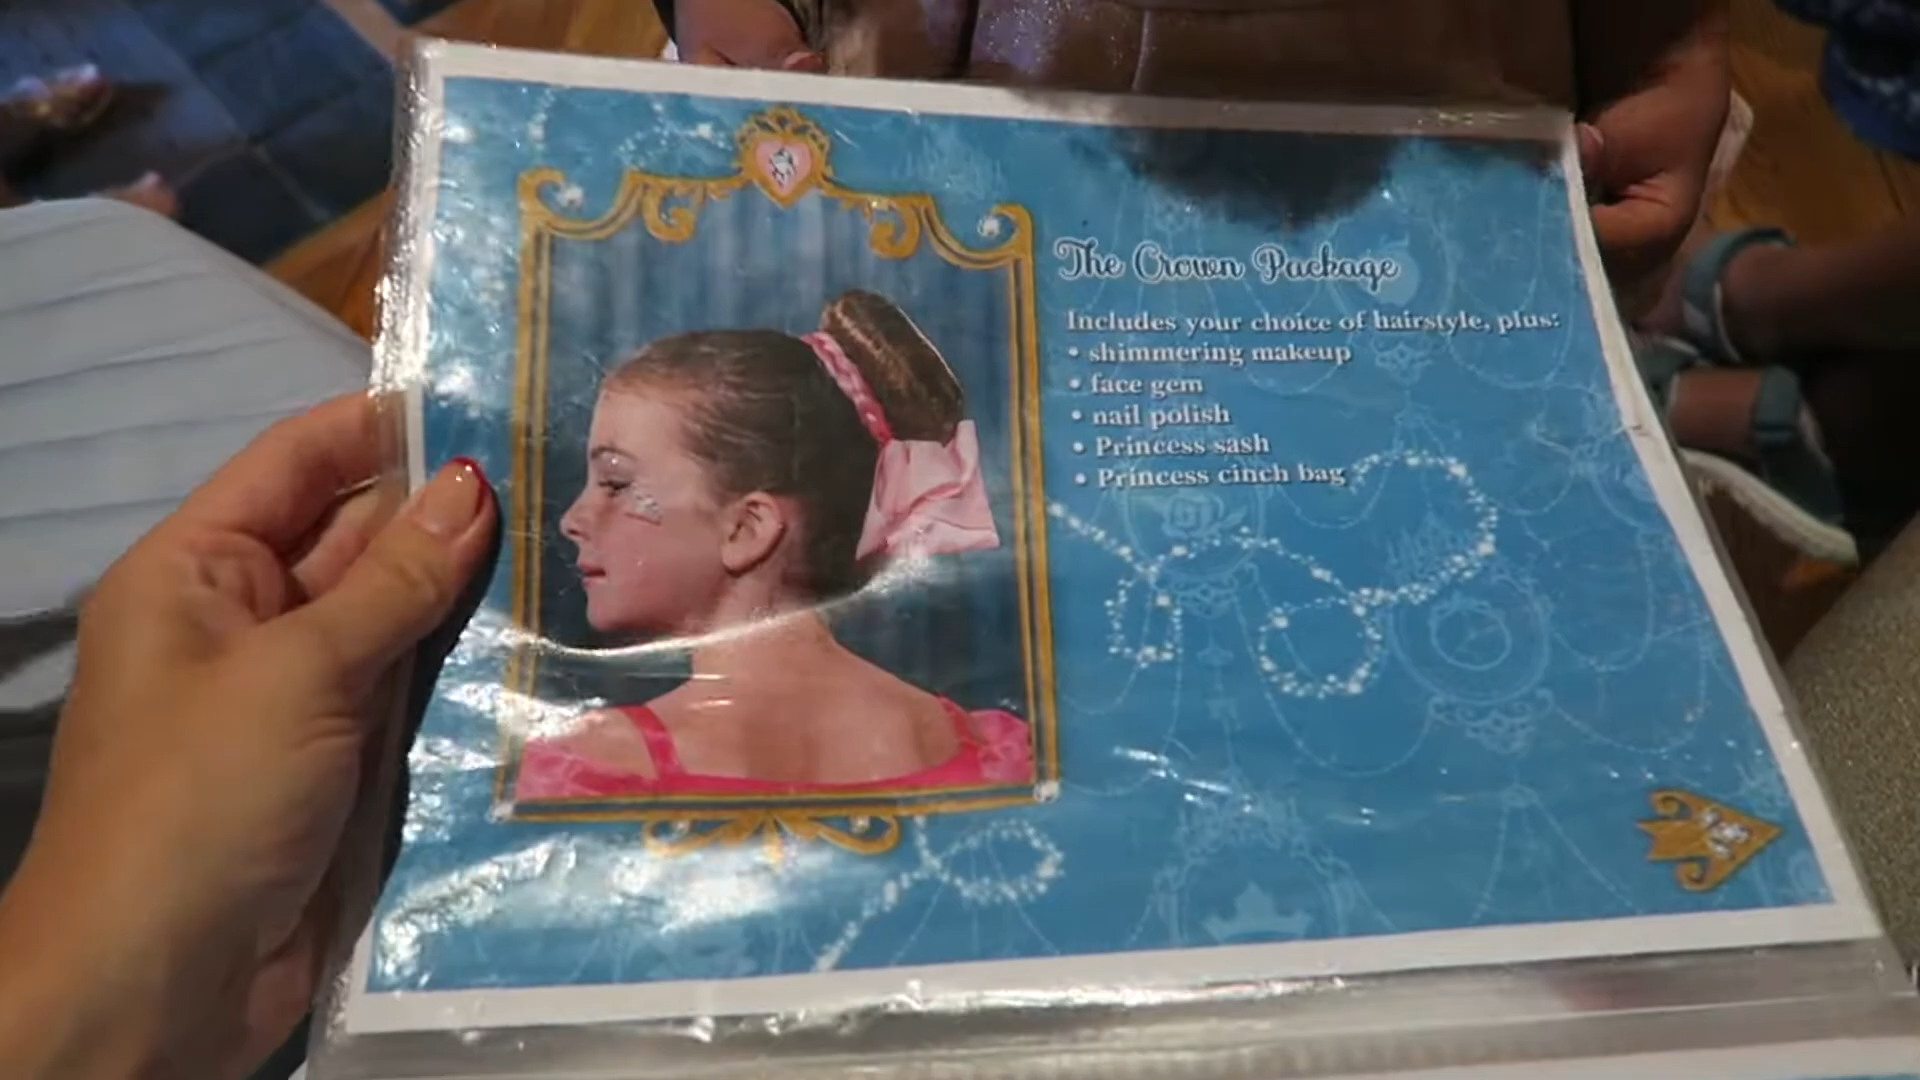 The Crown Package
Includes your choice of hairstyle, plus:
• shimmering makeup
• face gem
• nail polish
• Princess sash
• Princess cinch bag